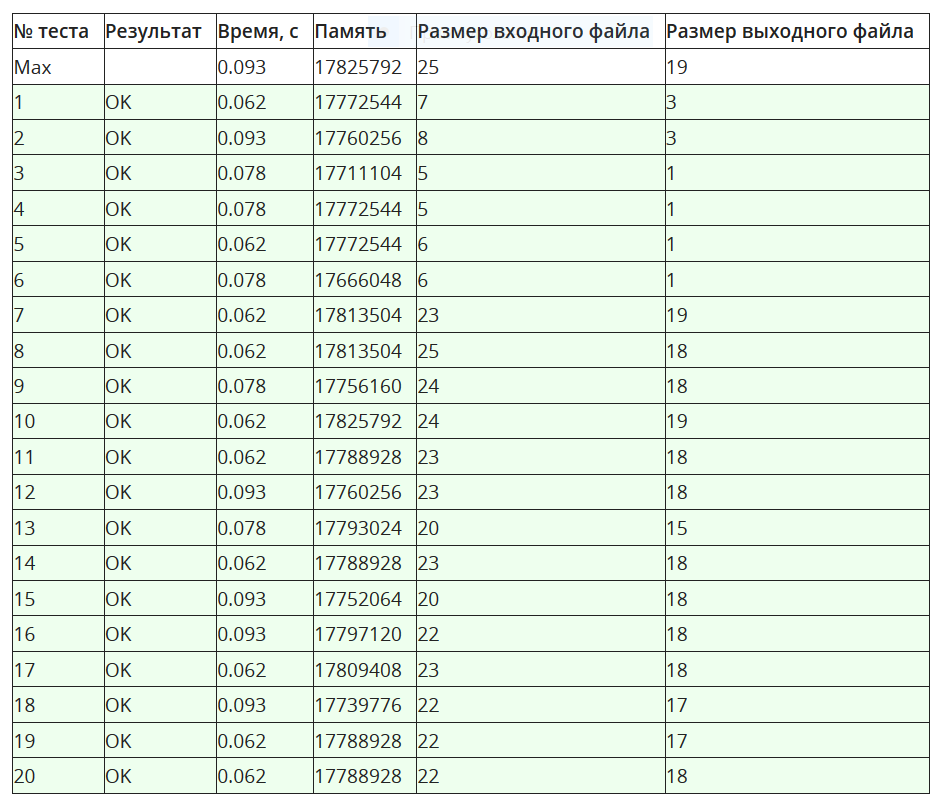 № теста Результат Время, с Память Размер входного файла Размер выходного файла
Max 0.093 17825792 25 19
1 OK 0.062 17772544 7 3
2 OK 0.093 17760256 8 3
3 OK 0.078 17711104 5 1
4 OK 0.078 17772544 5 1
5 OK 0.062 17772544 6 1
6 OK 0.078 17666048 6 1
7 OK 0.062 17813504 23 19
8 OK 0.062 17813504 25 18
9 OK 0.078 17756160 24 18
10 OK 0.062 17825792 24 19
11 OK 0.062 17788928 23 18
12 OK 0.093 17760256 23 18
13 OK 0.078 17793024 20 15
14 OK 0.062 17788928 23 18
15 OK 0.093 17752064 20 18
16 OK 0.093 17797120 22 18
17 OK 0.062 17809408 23 18
18 OK 0.093 17739776 22 17
19 OK 0.062 17788928 22 17
20 OK 0.062 17788928 22 18